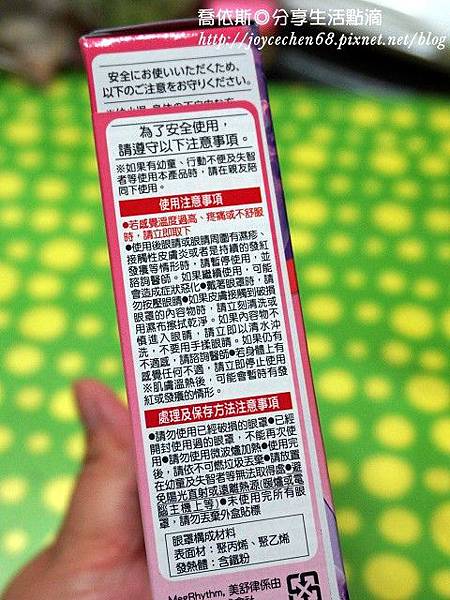 喬依斯◎分享生活點滴
http://joycechen68.pixnet.net/blog
安全にお使いいただくため、
以下のご注意をお守りください。
為了安全使用，
請遵守以下注意事項。
※如果有幼童、行動不便及失智
者等使用本產品時，請在親友陪
同下使用。
使用注意事項
●若感覺溫度過高、疼痛或不舒服
時，請立即取下
●使用後眼睛或眼睛周圍有濕疹、
接觸性皮膚炎或者是持續的發紅
發癢等情形時，請暫停使用，並
諮詢醫師。如果繼續使用，可能
會造成症狀惡化●戴著眼罩時，請
勿按壓眼睛●如果皮膚接觸到破損
眼罩的內容物時，請立刻清洗或
用濕布擦拭乾淨。如果內容物不
慎進入眼睛，請立即以清水沖
洗，不要用手揉眼睛。如果仍有
不適感，請諮詢醫師●若身體上有
感覺任何不適，請立即停止使用
※肌膚溫熱後，可能會暫時有發
紅或發癢的情形。
處理及保存方法注意事項
●請勿使用已經破損的眼罩●已經
開封使用過的眼罩，不能再次使
用●請勿使用微波爐加熱●使用完
後，請依不可燃垃圾丟棄●請放置
在幼童及失智者等無法取得處●避
免陽光直射或遠離熱源(暖爐或電
腦主機上等)●未使用完所有眼
罩，請勿丟棄外盒貼標
眼罩構成材料
表面材：聚丙烯、聚乙烯
發熱體：含鐵粉
MegRhythm, 美舒律係由